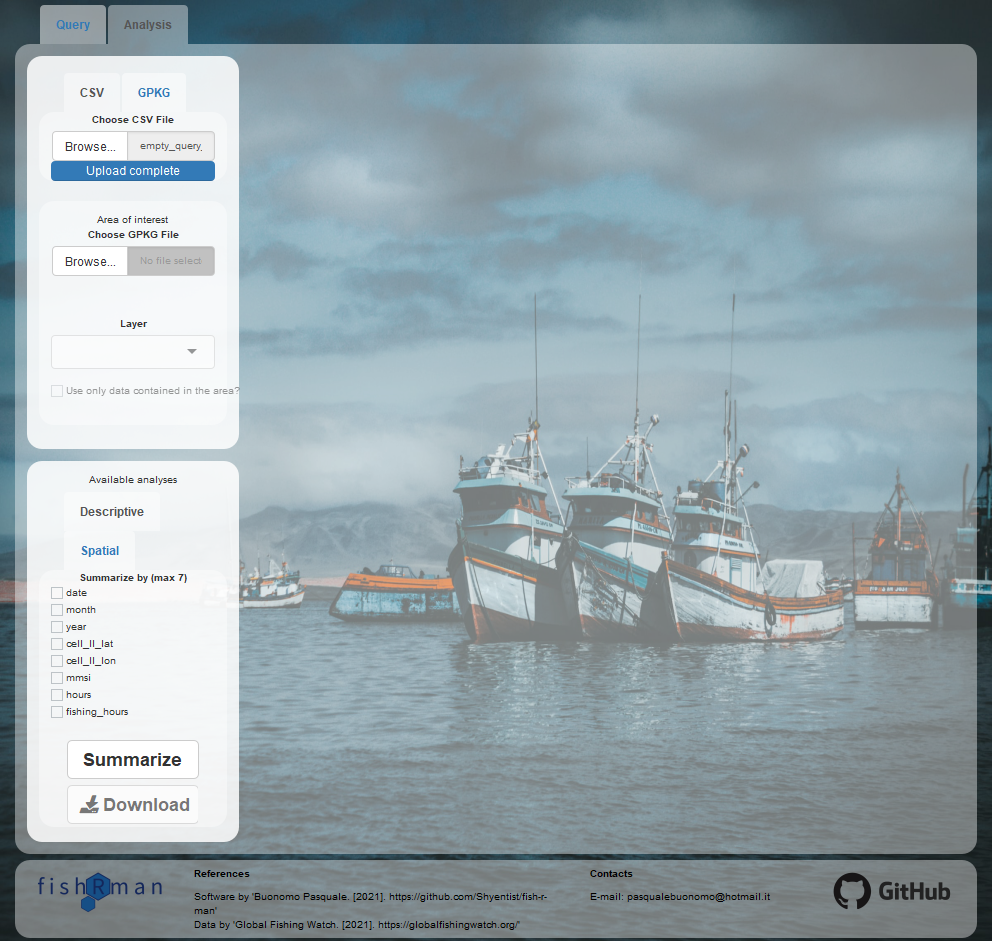 Query
Analysis
CSV
GPKG
Choose CSV File
Browse...
empty_query.
Upload complete
Area of interest
Choose GPKG File
Browse...
No file select
Layer
Use only data contained in the area?
Available analyses
Descriptive
Spatial
Summarize by (max 7)
date
month
year
cell_ll_lat
cell_ll_lon
mmsi
hours
fishing_hours
Summarize
Download
fishRman
References
Software by 'Buonomo Pasquale. [2021]. https://github.com/Shyentist/fish-r-
man'
Data by 'Global Fishing Watch. [2021]. https://globalfishingwatch.org/'
Contacts
E-mail: pasqualebuonomo@hotmail.it
GitHub